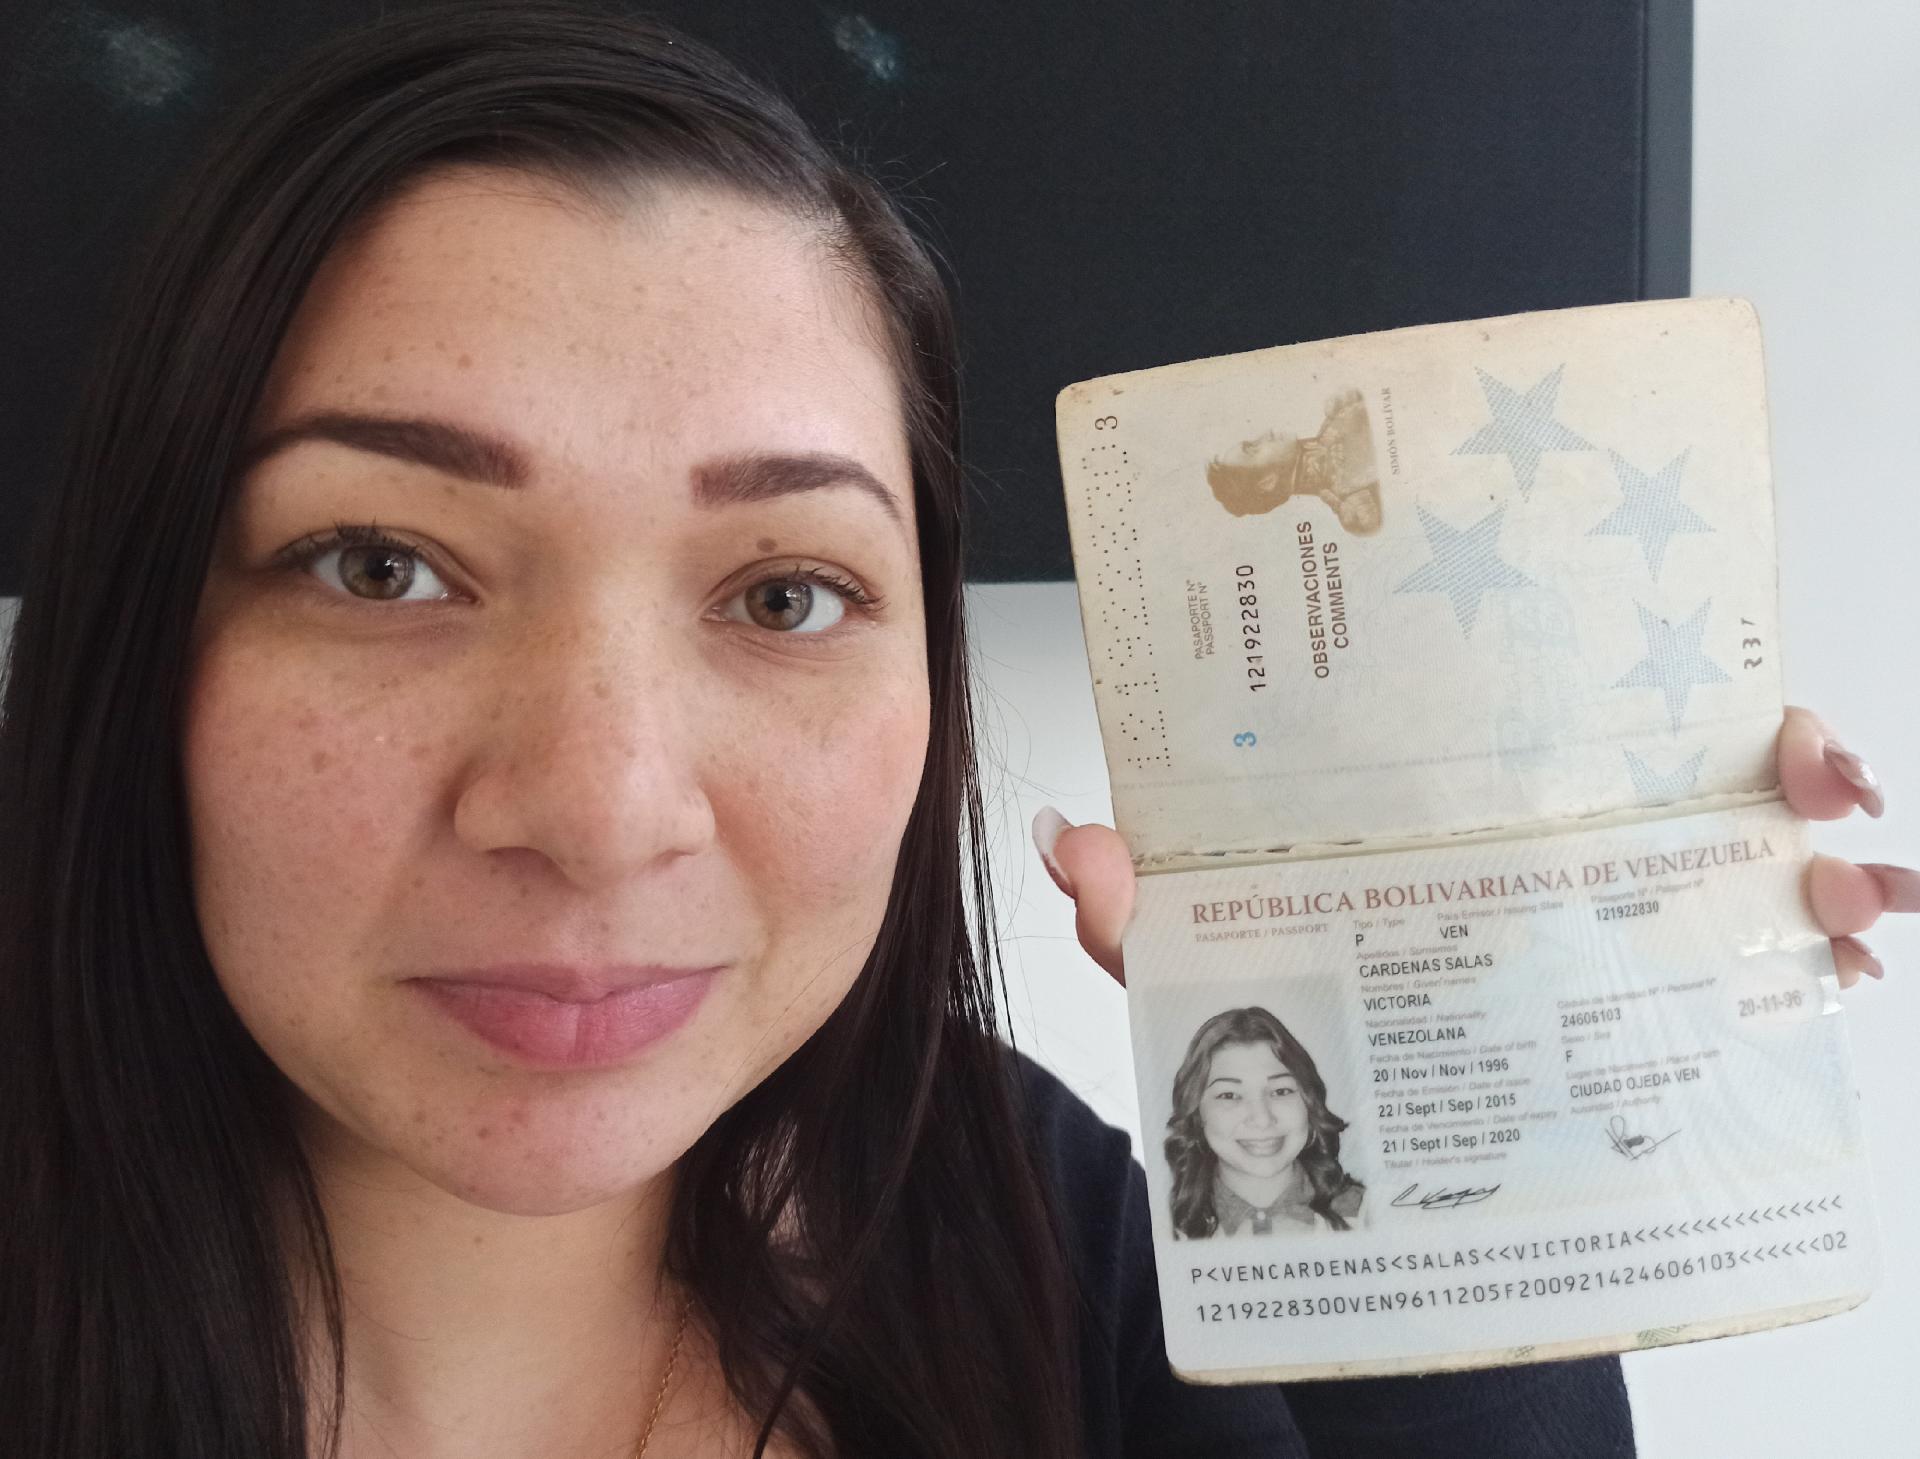 3
SIMÓN BOLÍVAR
PASAPORTE Nº
PASSPORT Nº
121922830
OBSERVACIONES
COMMENTS
3
REPÚBLICA BOLIVARIANA DE VENEZUELA
PASAPORTE / PASSPORT
Tipo / Type
País Emisor / Issuing State
Pasaporte Nº / Passport Nº
P
VEN
121922830
Apellidos / Surnames
CARDENAS SALAS
Nombres / Given names
VICTORIA
Nacionalidad / Nationality
Cédula de Identidad Nº / Personal Nº
VENEZOLANA
24606103
20-11-96
Fecha de Nacimiento / Date of birth
Sexo / Sex
20 / Nov / Nov / 1996
F
Fecha de Emisión / Date of issue
Lugar de Nacimiento / Place of birth
22 / Sept / Sep / 2015
CIUDAD OJEDA VEN
Fecha de Vencimiento / Date of expiry
Autoridad / Authority
21 / Sept / Sep / 2020
Titular / Holder's signature
P<VENCARDENAS<SALAS<<VICTORIA<<<<<<<<<<<<<<<
1219228300VEN9611205F200921424606103<<<<<<02